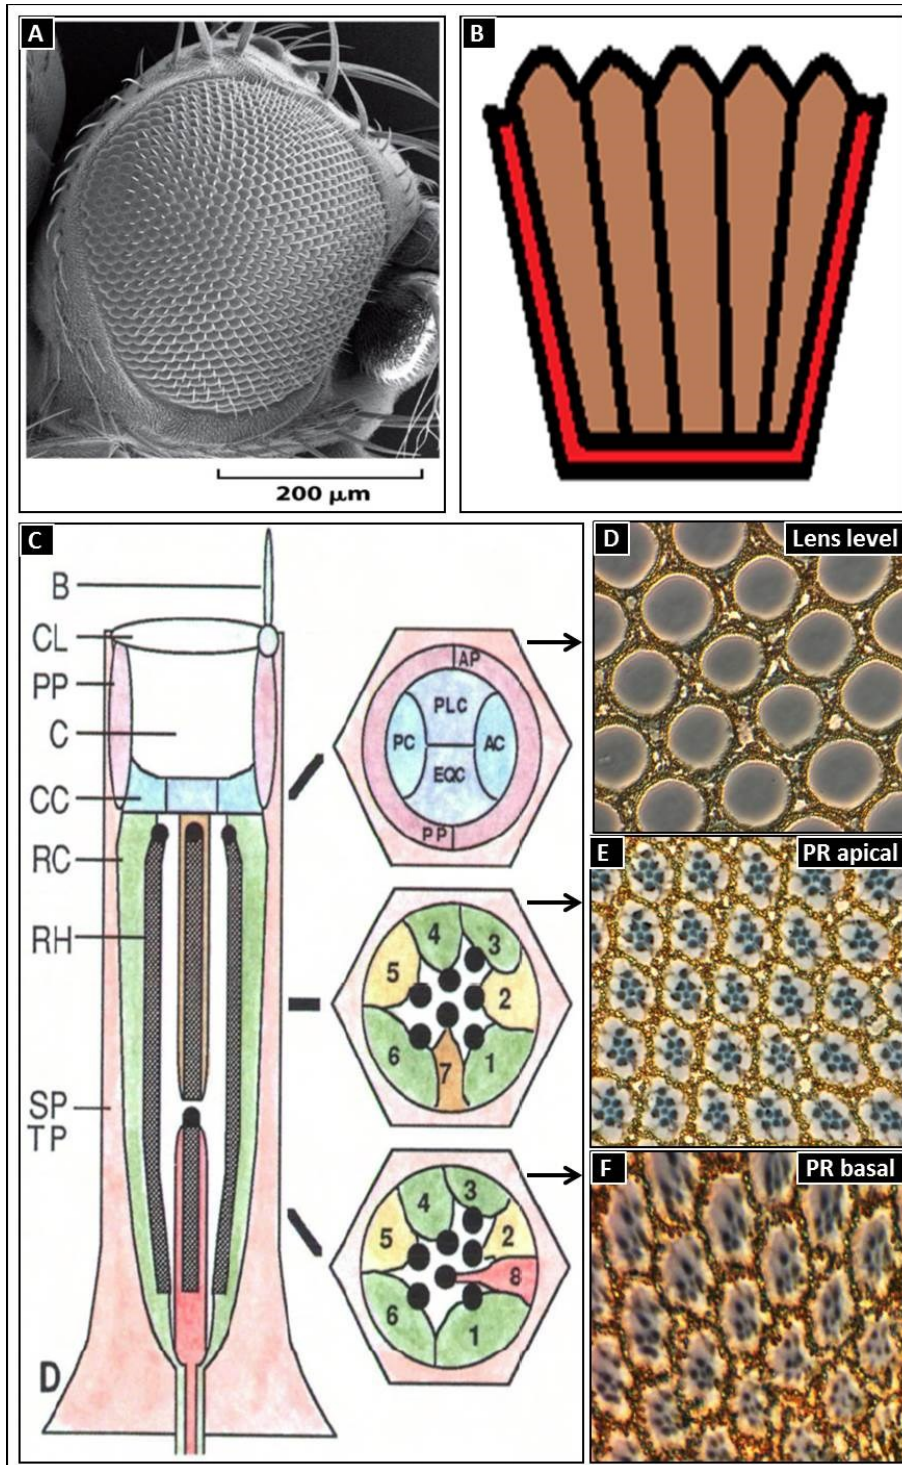 A
200 µm
B
C
B
CL
PP
C
CC
RC
RH
SP
TP
D
AP
PLC
PC
AC
EQC
PP
4
3
5
2
6
7
1
4
3
5
2
8
6
1
D
Lens level
E
PR apical
F
PR basal